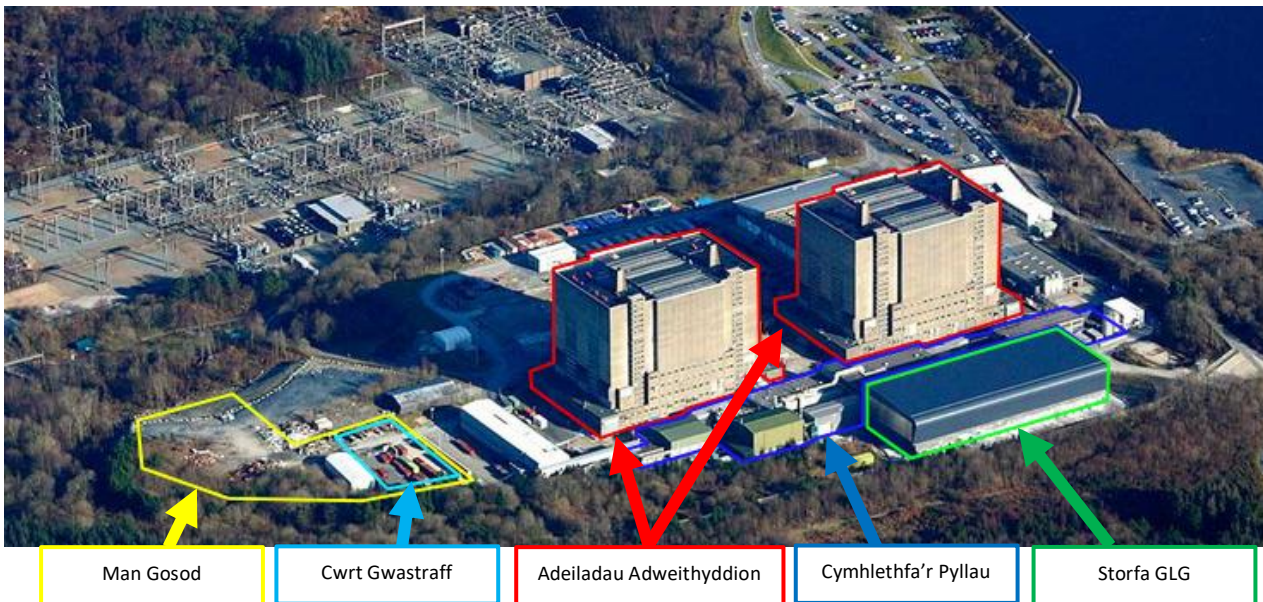 Man Gosod
Cwrt Gwastraff
Adeiladau Adweithyddion
Cymhlethfa’r Pyllau
Storfa GLG